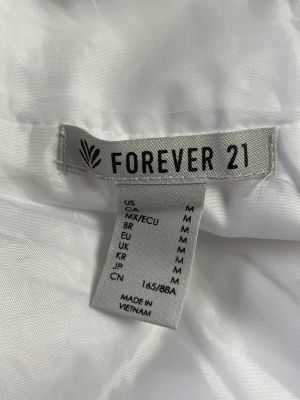 FOREVER 21
US M
CA M
MX/ECU M
BR M
EU M
UK M
KR M
JP M
CN 165/88A
MADE IN
VIETNAM